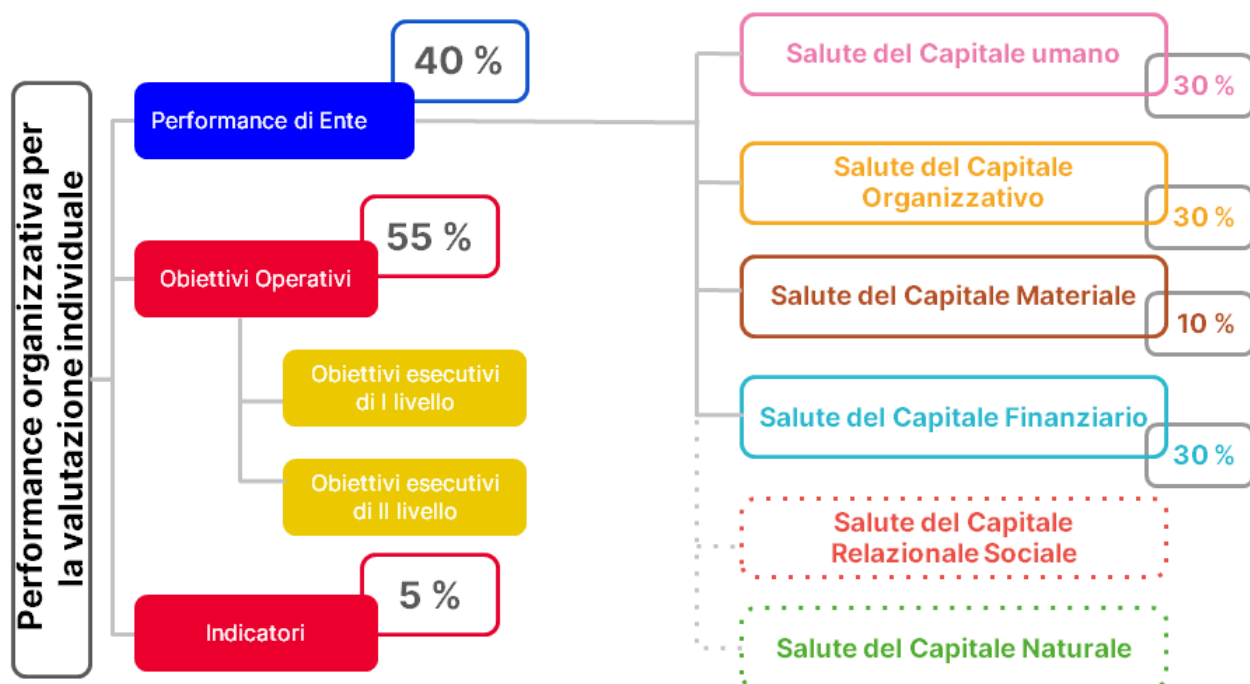 Performance organizzativa per
la valutazione individuale
40 %
Performance di Ente
55 %
Obiettivi Operativi
Obiettivi esecutivi
di I livello
Obiettivi esecutivi
di II livello
5 %
Indicatori
Salute del Capitale umano
30 %
Salute del Capitale
Organizzativo
30 %
Salute del Capitale Materiale
10 %
Salute del Capitale Finanziario
30 %
Salute del Capitale
Relazionale Sociale
Salute del Capitale Naturale